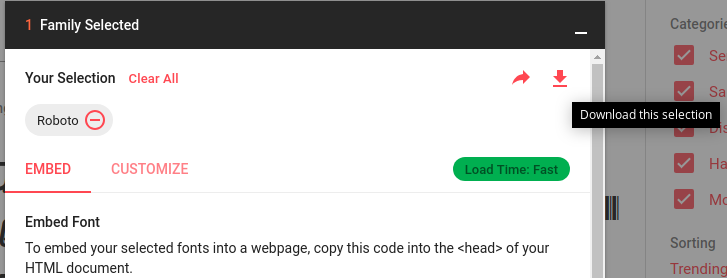 1 Family Selected
Categorie
Your Selection Clear All
Se
Roboto
Sa
Download this selection
Dis
EMBED CUSTOMIZE Load Time: Fast
Ha
Mo
Embed Font
Sorting
To embed your selected fonts into a webpage, copy this code into the <head> of your
HTML document.
Trending